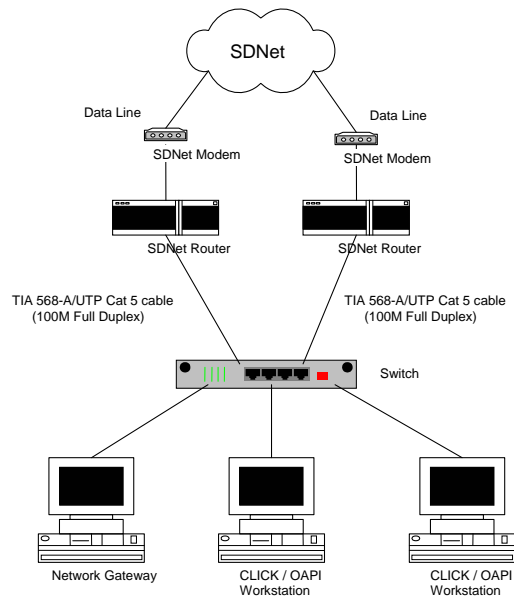 SDNet
Data Line
Data Line
SDNet Modem
SDNet Modem
SDNet Router
SDNet Router
TIA 568-A/UTP Cat 5 cable
(100M Full Duplex)
TIA 568-A/UTP Cat 5 cable
(100M Full Duplex)
Switch
Network Gateway
CLICK / OAPI
Workstation
CLICK / OAPI
Workstation